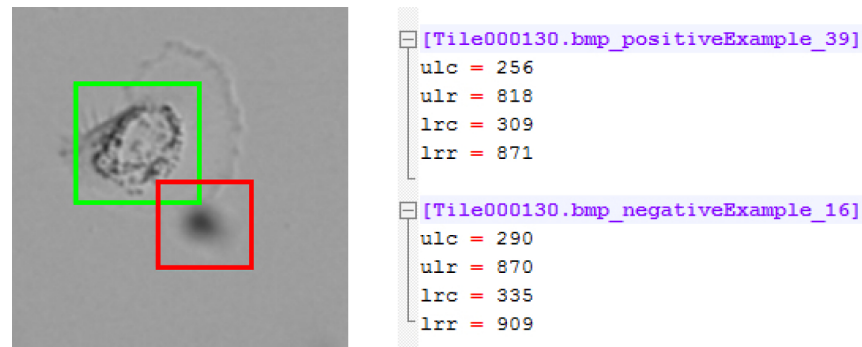 [Tile000130.bmp_positiveExample_39]
ulc = 256
ulr = 818
lrc = 309
lrr = 871
[Tile000130.bmp_negativeExample_16]
ulc = 290
ulr = 870
lrc = 335
lrr = 909